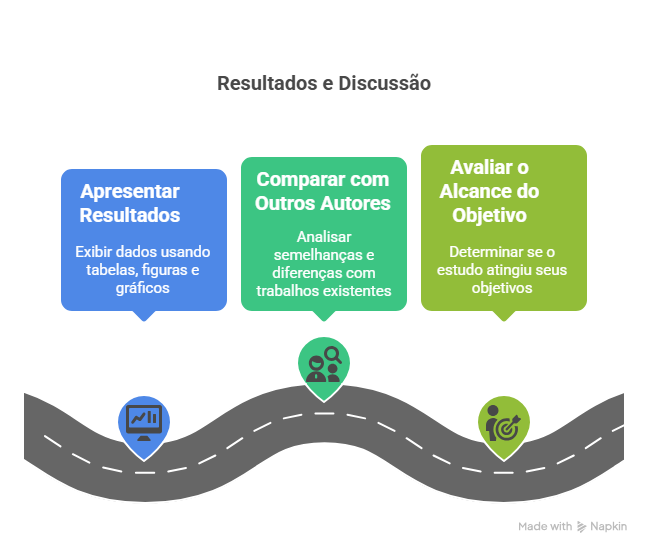 Resultados e Discussão
Apresentar
Resultados
Exibir dados usando
tabelas, figuras e
gráficos
Comparar com
Outros Autores
Analisar
semelhanças e
diferenças com
trabalhos existentes
Avaliar o
Alcance do
Objetivo
Determinar se o
estudo atingiu seus
objetivos
Made with Napkin